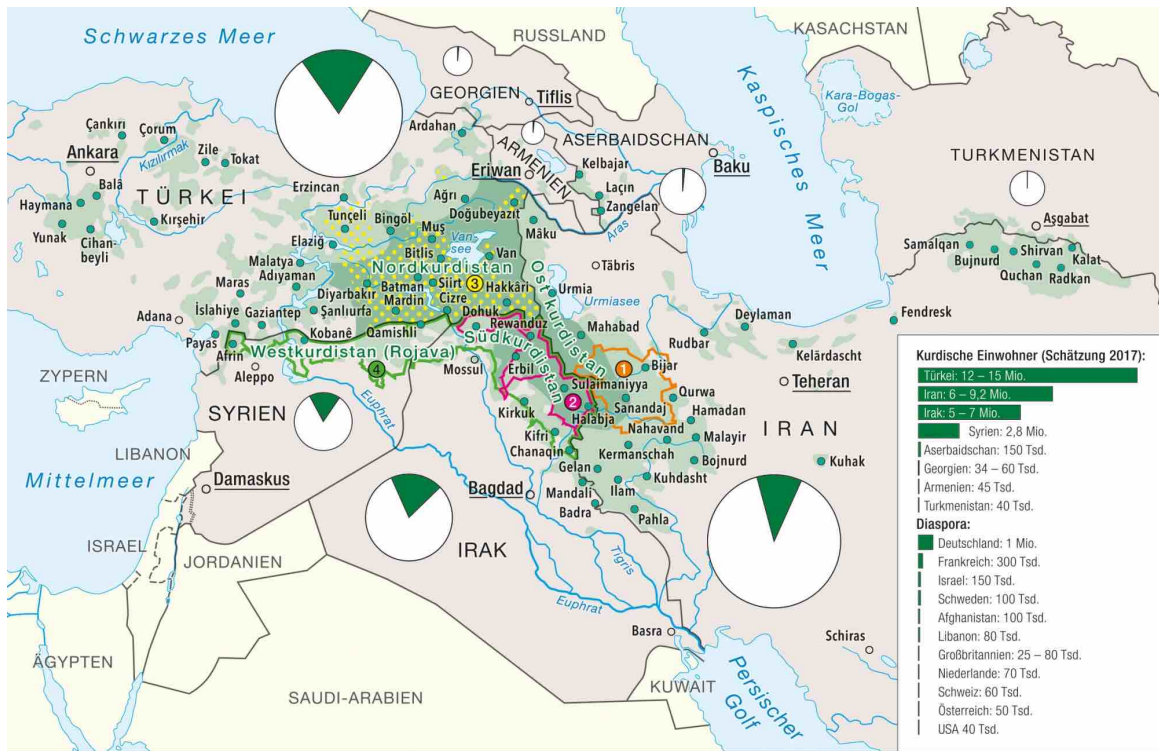 Schwarzes Meer
RUSSLAND
KASACHSTAN
Kaspisches Meer
Kara-Bogas-
Gol
GEORGIEN
Tiflis
Ardahan
ASERBAIDSCHAN
Baku
ARMENIEN
Eriwan
Kelbajar
Laçın
Zangelan
Aras
TURKMENISTAN
Aşgabat
Samalqan
Bujnurd
Shirvan
Quchan
Kalat
Radkan
Çankırı
Çorum
Zile
Tokat
Ankara
Kızılırmak
Balâ
TÜRKEI
Haymana
Yunak
Cihan-
beyli
Kırşehir
Erzincan
Tunçeli
Bingöl
Ağrı
Doğubeyazıt
Muş
Mâku
Elazığ
Van-
see
Bitlis
Van
Malatya
Adıyaman
Nordkurdistan
3
Täbris
Maras
Diyarbakır
Batman
Siirt
Hakkâri
Mardin
Cizre
Urmia
Urmiasee
Ostkurdistan
İslahiye
Gaziantep
Şanlıurfa
Adana
Dohuk
Rewanduz
Mahabad
Deylaman
Fendresk
Payas
Kobanê
Qamishli
Rudbar
Kelärdascht
Afrin
Westkurdistan (Rojava)
Südkurdistan
4
Aleppo
Mossul
Erbil
1
Bijar
Teheran
Sulaimaniyya
ZYPERN
SYRIEN
Euphrat
Kirkuk
2
Halabja
Sanandaj
Qurwa
Hamadan
Kifri
Nahavand
Malayir
IRAN
LIBANON
Chanaqin
Kermanschah
Bojnurd
Kuhak
Mittelmeer
Damaskus
Gelan
Kuhdasht
Bagdad
Mandali
Ilam
Badra
Pahla
ISRAEL
JORDANIEN
IRAK
Tigris
Euphrat
Basra
Schiras
ÄGYPTEN
SAUDI-ARABIEN
KUWAIT
Persischer
Golf
Kurdische Einwohner (Schätzung 2017):
Türkei: 12 – 15 Mio.
Iran: 6 – 9,2 Mio.
Irak: 5 – 7 Mio.
Syrien: 2,8 Mio.
Aserbaidschan: 150 Tsd.
Georgien: 34 – 60 Tsd.
Armenien: 45 Tsd.
Turkmenistan: 40 Tsd.
Diaspora:
Deutschland: 1 Mio.
Frankreich: 300 Tsd.
Israel: 150 Tsd.
Schweden: 100 Tsd.
Afghanistan: 100 Tsd.
Libanon: 80 Tsd.
Großbritannien: 25 – 80 Tsd.
Niederlande: 70 Tsd.
Schweiz: 60 Tsd.
Österreich: 50 Tsd.
USA 40 Tsd.